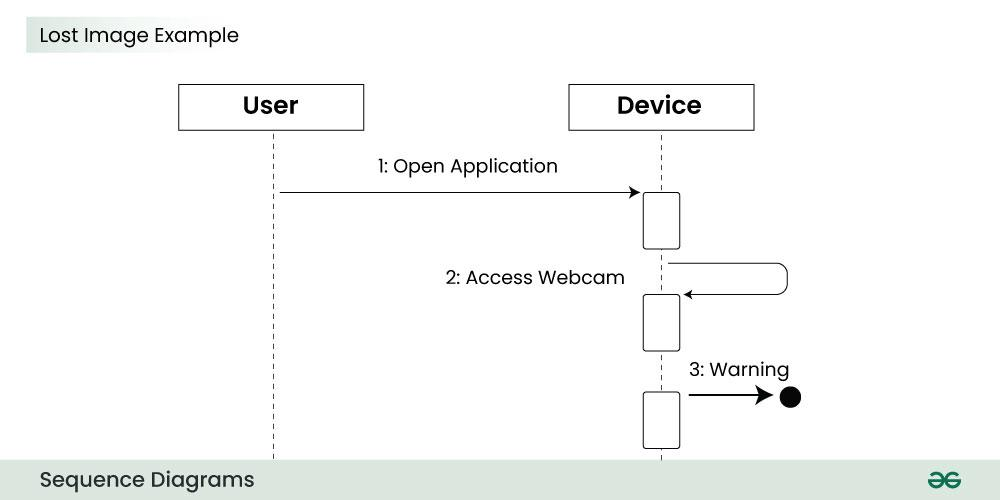 Lost Image Example
User
Device
1: Open Application
2: Access Webcam
3: Warning
Sequence Diagrams